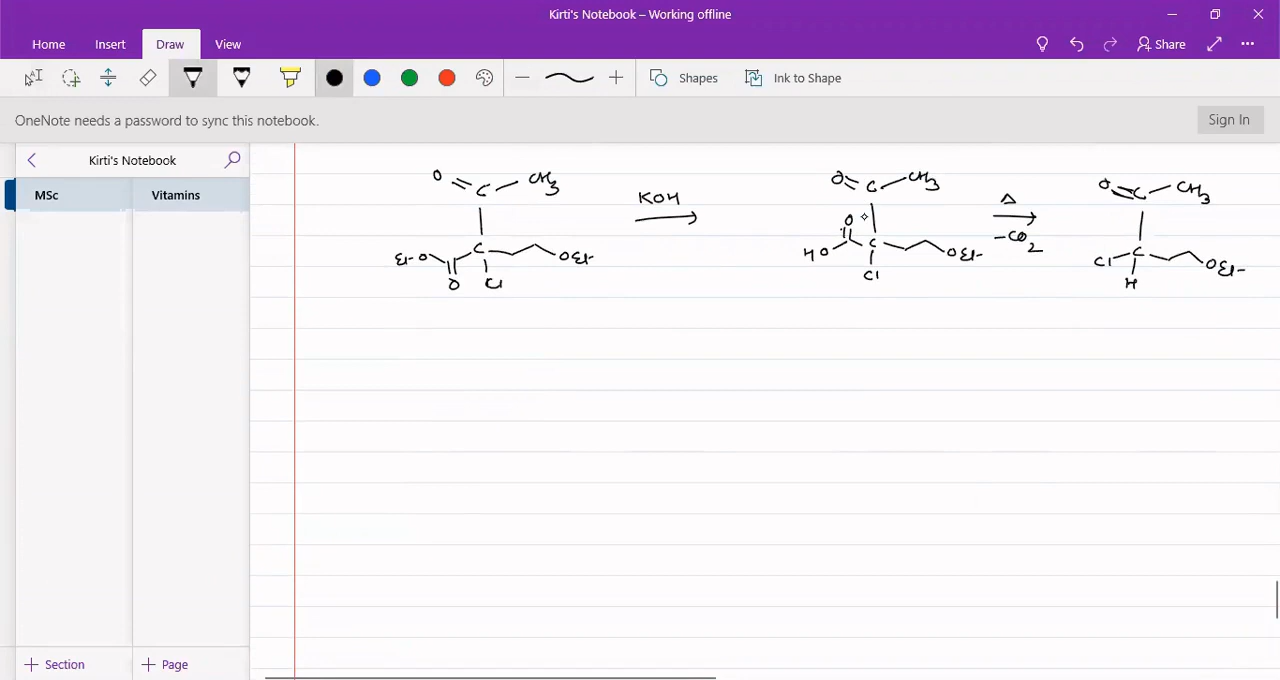 Kirti's Notebook – Working offline
Home Insert Draw View Share
Shapes Ink to Shape
OneNote needs a password to sync this notebook. Sign In
Kirti's Notebook
MSc Vitamins
O C CH3 KOH O C CH3 Δ O C CH3
-CO2
Et O C OEt O Cl
HO O C OEt Cl
Cl C OEt H
Section Page